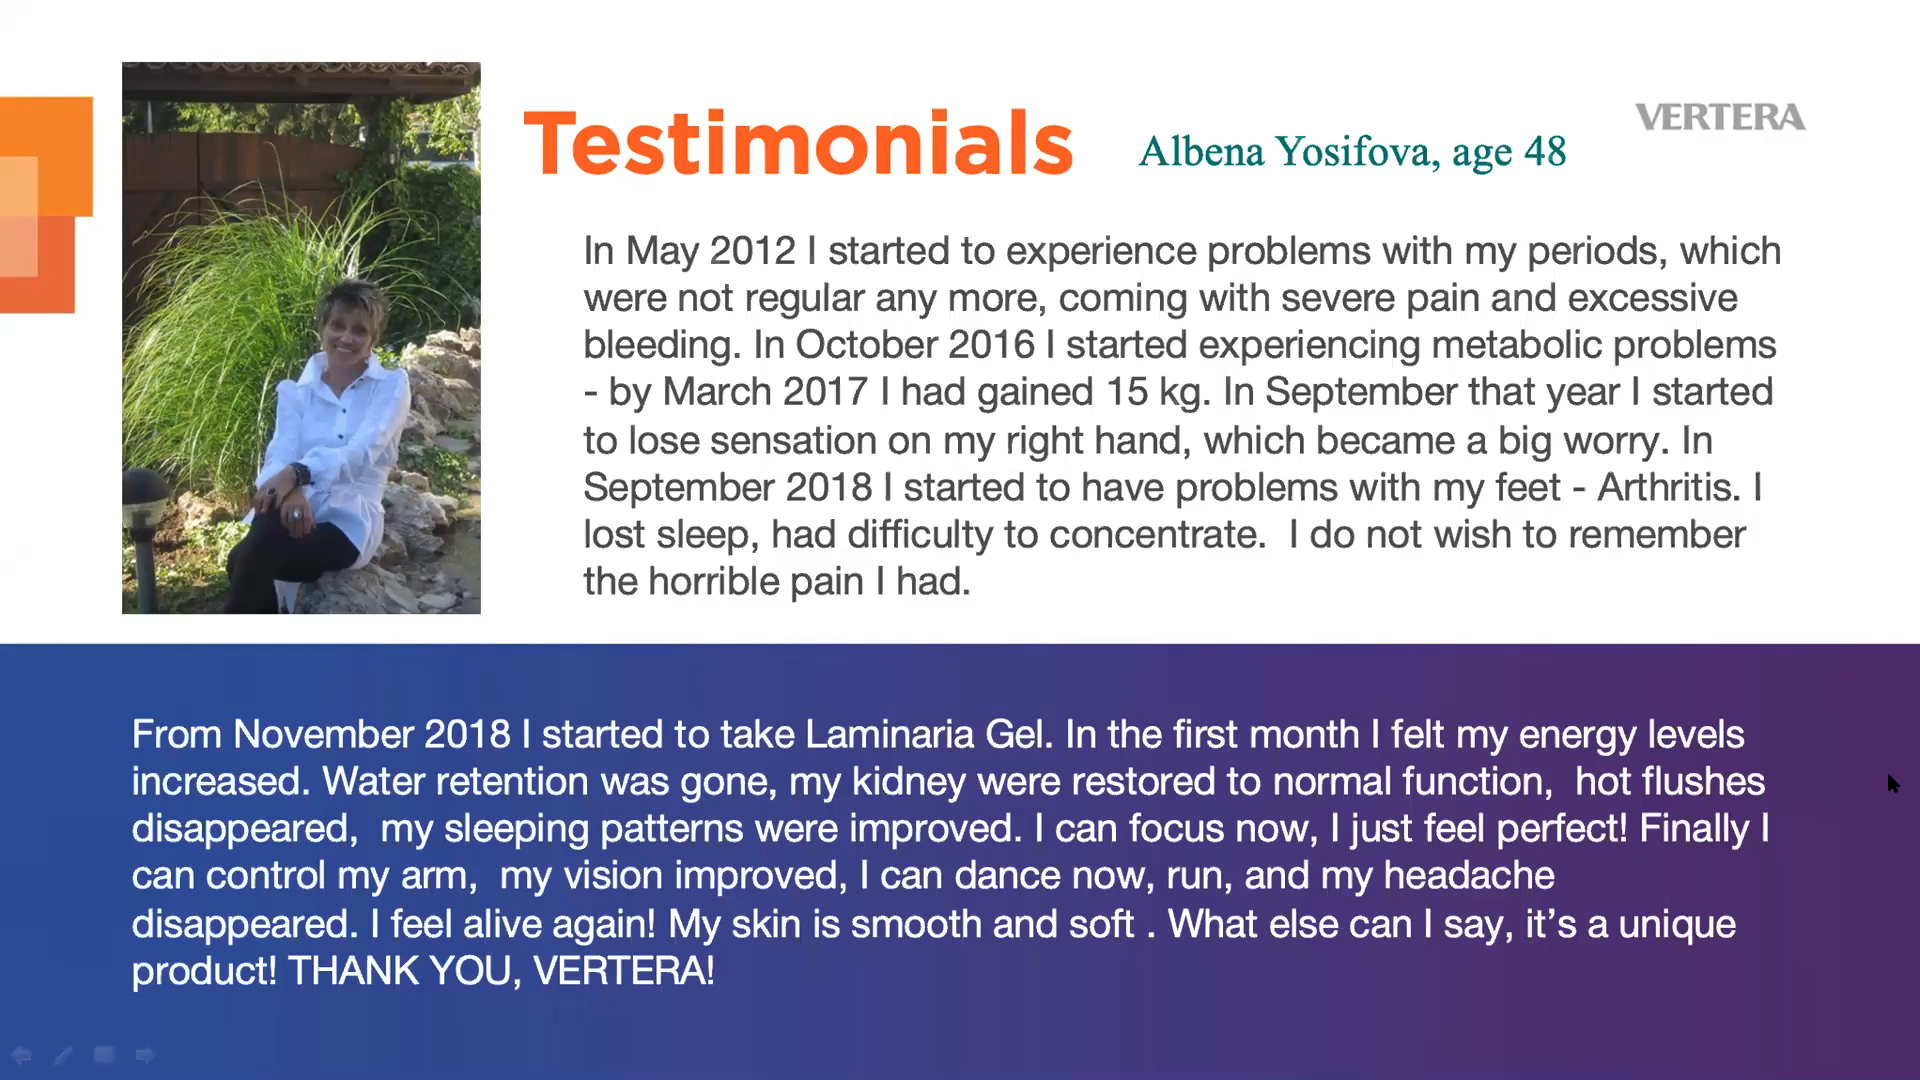 Testimonials
Albena Yosifova, age 48
VERTERA
In May 2012 I started to experience problems with my periods, which
were not regular any more, coming with severe pain and excessive
bleeding. In October 2016 I started experiencing metabolic problems
- by March 2017 I had gained 15 kg. In September that year I started
to lose sensation on my right hand, which became a big worry. In
September 2018 I started to have problems with my feet - Arthritis. I
lost sleep, had difficulty to concentrate.  I do not wish to remember
the horrible pain I had.
From November 2018 I started to take Laminaria Gel. In the first month I felt my energy levels
increased. Water retention was gone, my kidney were restored to normal function,  hot flushes
disappeared,  my sleeping patterns were improved. I can focus now, I just feel perfect! Finally I
can control my arm,  my vision improved, I can dance now, run, and my headache
disappeared. I feel alive again! My skin is smooth and soft . What else can I say, it’s a unique
product! THANK YOU, VERTERA!